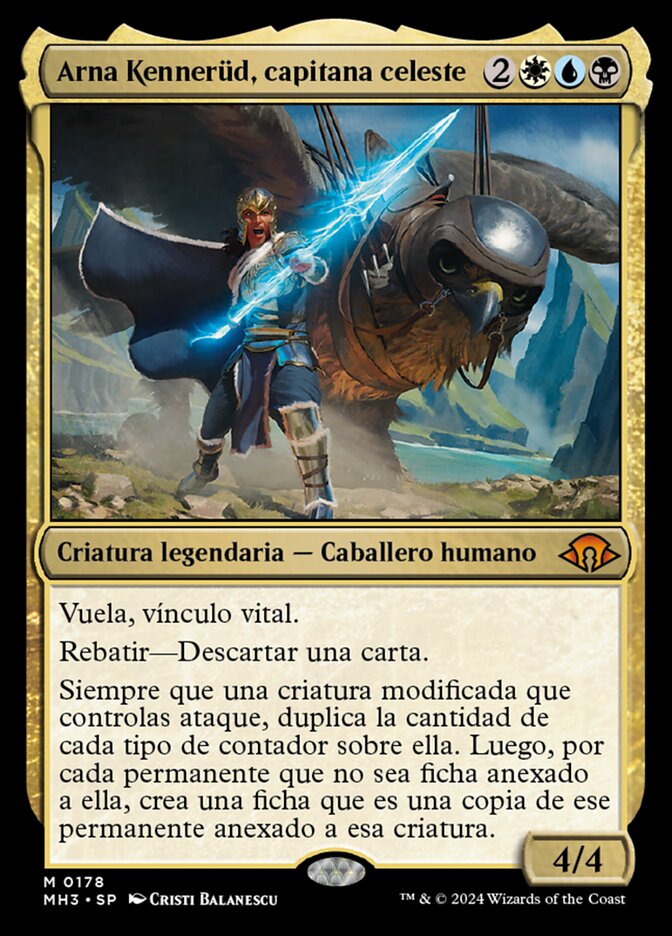 Arna Kennerüd, capitana celeste 2
Criatura legendaria — Caballero humano
Vuela, vínculo vital.
Rebatir—Descartar una carta.
Siempre que una criatura modificada que
controlas ataque, duplica la cantidad de
cada tipo de contador sobre ella. Luego, por
cada permanente que no sea ficha anexado
a ella, crea una ficha que es una copia de ese
permanente anexado a esa criatura.
4/4
M 0178
MH3 • SP Cristi Balanescu
™ & © 2024 Wizards of the Coast